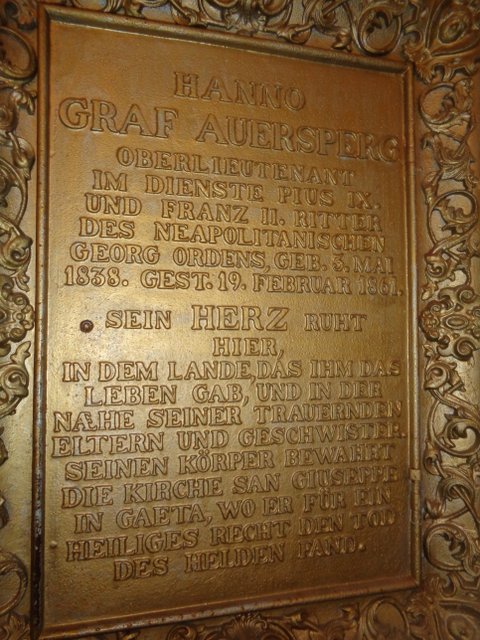 HANNO
GRAF AUERSPERG
OBERLIEUTENANT
IM DIENSTE PIUS IX.
UND FRANZ II. RITTER
DES NEAPOLITANISCHEN
GEORG ORDENS, GEB. 3. MAI
1838. GEST. 19. FEBRUAR 1861.
SEIN HERZ RUHT
HIER,
IN DEM LANDE, DAS IHM DAS
LEBEN GAB, UND IN DER
NÆHE SEINER TRAUERNDEN
ELTERN UND GESCHWISTER.
SEINEN KÖRPER BEWAHRT
DIE KIRCHE SAN GIUSEPPE
IN GAETA, WO ER FÜR EIN
HEILIGES RECHT DEN TOD
DES HELDEN FAND.